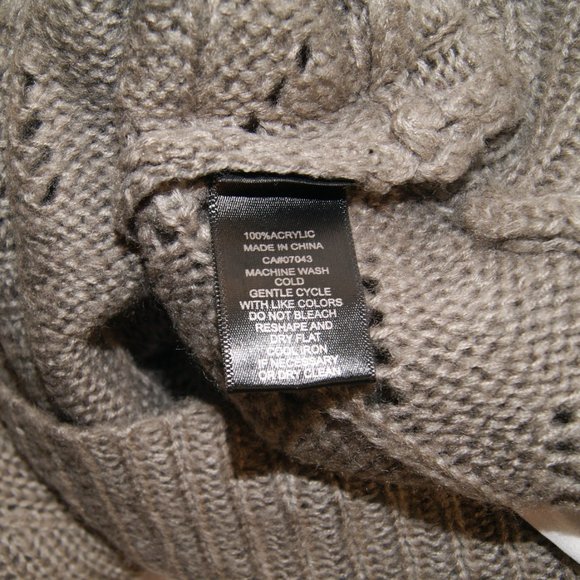 100%ACRYLIC
MADE IN CHINA
CA#07043
MACHINE WASH
COLD
GENTLE CYCLE
WITH LIKE COLORS
DO NOT BLEACH
RESHAPE AND
DRY FLAT
COOL IRON
IF NECESSARY
OR DRY CLEAN